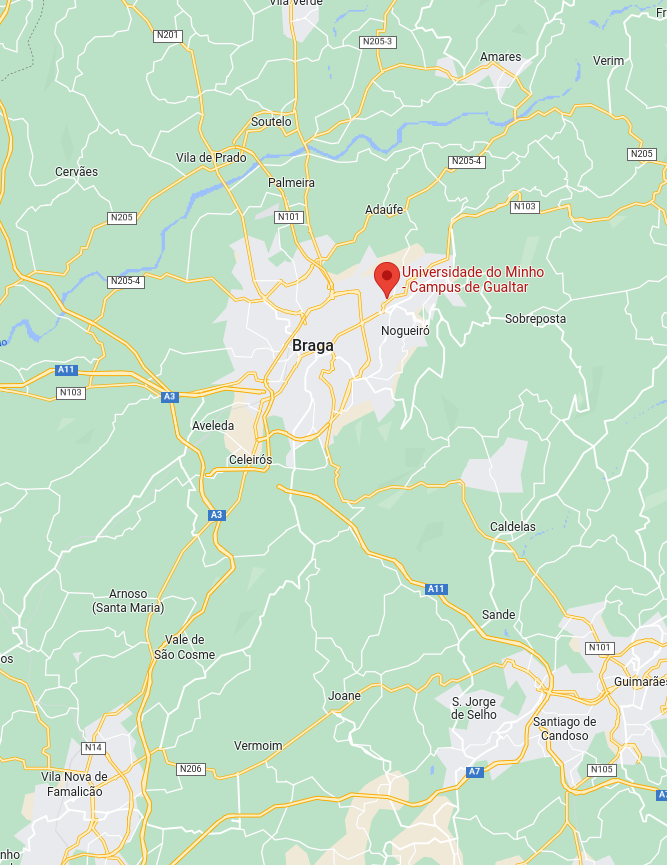 Vila Verde
N201
N205-3
Amares
Verim
Soutelo
Vila de Prado
N205-4
N205
Cervães
Palmeira
Adaúfe
N205
N101
N103
Universidade do Minho
- Campus de Gualtar
N205-4
Sobreposta
Nogueiró
Braga
A11
N103
A3
Aveleda
Celeirós
A3
Caldelas
A11
Arnoso
(Santa Maria)
Sande
Vale de
São Cosme
N101
os
Guimarães
Joane
S. Jorge
de Selho
Santiago de
Candoso
N14
Vermoim
N206
A7
N105
Vila Nova de
Famalicão
nho